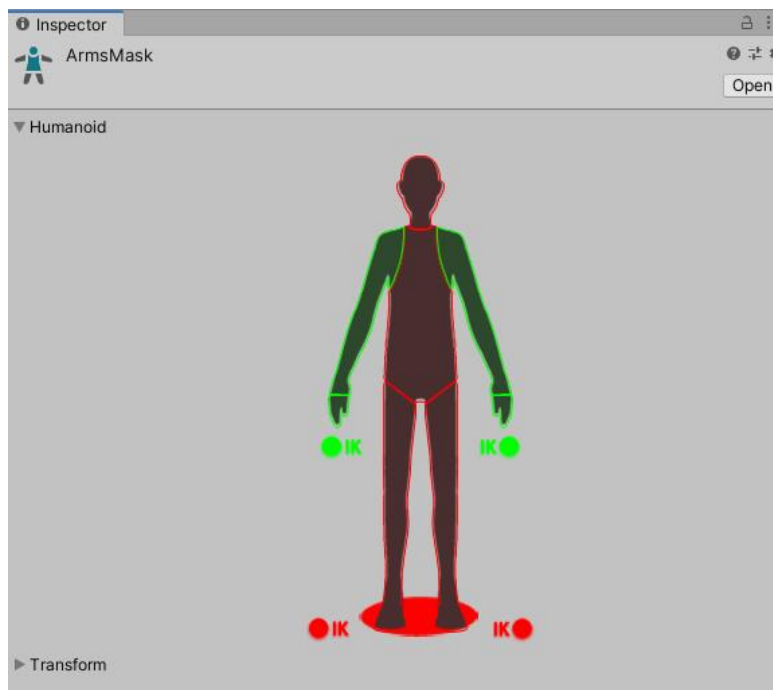 Inspector
ArmsMask
Open
Humanoid
IK IK
IK IK
Transform